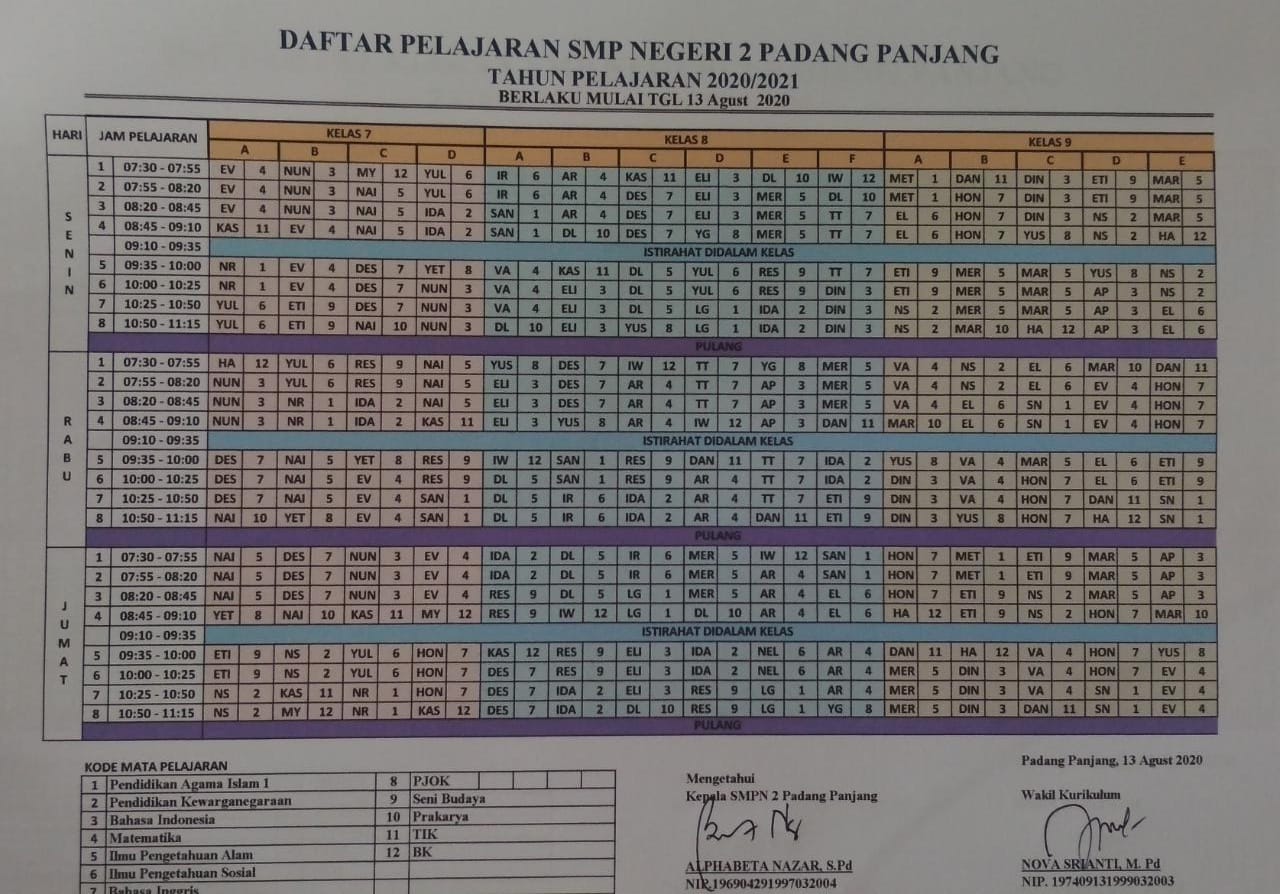 DAFTAR PELAJARAN SMP NEGERI 2 PADANG PANJANG
TAHUN PELAJARAN 2020/2021
BERLAKU MULAI TGL 13 Agust 2020
HARI JAM PELAJARAN KELAS 7 KELAS 8 KELAS 9
A B C D A B C D E F A B C D E
SENIN
1 07:30 - 07:55 EV 4 NUN 3 MY 12 YUL 6 IR 6 AR 4 KAS 11 ELI 3 DL 10 IW 12 MET 1 DAN 11 DIN 3 ETI 9 MAR 5
2 07:55 - 08:20 EV 4 NUN 3 NAI 5 YUL 6 IR 6 AR 4 DES 7 ELI 3 MER 5 DL 10 MET 1 HON 7 DIN 3 ETI 9 MAR 5
3 08:20 - 08:45 EV 4 NUN 3 NAI 5 IDA 2 SAN 1 AR 4 DES 7 ELI 3 MER 5 TT 7 EL 6 HON 7 DIN 3 NS 2 MAR 5
4 08:45 - 09:10 KAS 11 EV 4 NAI 5 IDA 2 SAN 1 DL 10 DES 7 YG 8 MER 5 TT 7 EL 6 HON 7 YUS 8 NS 2 HA 12
09:10 - 09:35 ISTIRAHAT DIDALAM KELAS
5 09:35 - 10:00 NR 1 EV 4 DES 7 YET 8 VA 4 KAS 11 DL 5 YUL 6 RES 9 TT 7 ETI 9 MER 5 MAR 5 YUS 8 NS 2
6 10:00 - 10:25 NR 1 EV 4 DES 7 NUN 3 VA 4 ELI 3 DL 5 YUL 6 RES 9 DIN 3 ETI 9 MER 5 MAR 5 AP 3 NS 2
7 10:25 - 10:50 YUL 6 ETI 9 DES 7 NUN 3 VA 4 ELI 3 DL 5 LG 1 IDA 2 DIN 3 NS 2 MER 5 MAR 5 AP 3 EL 6
8 10:50 - 11:15 YUL 6 ETI 9 NAI 10 NUN 3 DL 10 ELI 3 YUS 8 LG 1 IDA 2 DIN 3 NS 2 MAR 10 HA 12 AP 3 EL 6
PULANG
RABU
1 07:30 - 07:55 HA 12 YUL 6 RES 9 NAI 5 YUS 8 DES 7 IW 12 TT 7 YG 8 MER 5 VA 4 NS 2 EL 6 MAR 10 DAN 11
2 07:55 - 08:20 NUN 3 YUL 6 RES 9 NAI 5 ELI 3 DES 7 AR 4 TT 7 AP 3 MER 5 VA 4 NS 2 EL 6 EV 4 HON 7
3 08:20 - 08:45 NUN 3 NR 1 IDA 2 NAI 5 ELI 3 DES 7 AR 4 TT 7 AP 3 MER 5 VA 4 EL 6 SN 1 EV 4 HON 7
4 08:45 - 09:10 NUN 3 NR 1 IDA 2 KAS 11 ELI 3 YUS 8 AR 4 IW 12 AP 3 DAN 11 MAR 10 EL 6 SN 1 EV 4 HON 7
09:10 - 09:35 ISTIRAHAT DIDALAM KELAS
5 09:35 - 10:00 DES 7 NAI 5 YET 8 RES 9 IW 12 SAN 1 RES 9 DAN 11 TT 7 IDA 2 YUS 8 VA 4 MAR 5 EL 6 ETI 9
6 10:00 - 10:25 DES 7 NAI 5 EV 4 RES 9 DL 5 SAN 1 RES 9 AR 4 TT 7 IDA 2 DIN 3 VA 4 HON 7 EL 6 ETI 9
7 10:25 - 10:50 DES 7 NAI 5 EV 4 SAN 1 DL 5 IR 6 IDA 2 AR 4 TT 7 ETI 9 DIN 3 VA 4 HON 7 DAN 11 SN 1
8 10:50 - 11:15 NAI 10 YET 8 EV 4 SAN 1 DL 5 IR 6 IDA 2 AR 4 DAN 11 ETI 9 DIN 3 YUS 8 HON 7 HA 12 SN 1
PULANG
JUMAT
1 07:30 - 07:55 NAI 5 DES 7 NUN 3 EV 4 IDA 2 DL 5 IR 6 MER 5 IW 12 SAN 1 HON 7 MET 1 ETI 9 MAR 5 AP 3
2 07:55 - 08:20 NAI 5 DES 7 NUN 3 EV 4 IDA 2 DL 5 IR 6 MER 5 AR 4 SAN 1 HON 7 MET 1 ETI 9 MAR 5 AP 3
3 08:20 - 08:45 NAI 5 DES 7 NUN 3 EV 4 RES 9 DL 5 LG 1 MER 5 AR 4 EL 6 HON 7 ETI 9 NS 2 MAR 5 AP 3
4 08:45 - 09:10 YET 8 NAI 10 KAS 11 MY 12 RES 9 IW 12 LG 1 DL 10 AR 4 EL 6 HA 12 ETI 9 NS 2 HON 7 MAR 10
09:10 - 09:35 ISTIRAHAT DIDALAM KELAS
5 09:35 - 10:00 ETI 9 NS 2 YUL 6 HON 7 KAS 12 RES 9 ELI 3 IDA 2 NEL 6 AR 4 DAN 11 HA 12 VA 4 HON 7 YUS 8
6 10:00 - 10:25 ETI 9 NS 2 YUL 6 HON 7 DES 7 RES 9 ELI 3 IDA 2 NEL 6 AR 4 MER 5 DIN 3 VA 4 HON 7 EV 4
7 10:25 - 10:50 NS 2 KAS 11 NR 1 HON 7 DES 7 IDA 2 ELI 3 RES 9 LG 1 AR 4 MER 5 DIN 3 VA 4 SN 1 EV 4
8 10:50 - 11:15 NS 2 MY 12 NR 1 KAS 12 DES 7 IDA 2 DL 10 RES 9 LG 1 YG 8 MER 5 DIN 3 DAN 11 SN 1 EV 4
PULANG
KODE MATA PELAJARAN
1 Pendidikan Agama Islam 1 8 PJOK
2 Pendidikan Kewarganegaraan 9 Seni Budaya
3 Bahasa Indonesia 10 Prakarya
4 Matematika 11 TIK
5 Ilmu Pengetahuan Alam 12 BK
6 Ilmu Pengetahuan Sosial
7 Bahasa Inggris
Mengetahui
Kepala SMPN 2 Padang Panjang
ALPHABETA NAZAR, S.Pd
NIP.196904291997032004
Padang Panjang, 13 Agust 2020
Wakil Kurikulum
NOVA SRIANTI, M. Pd
NIP. 197409131999032003